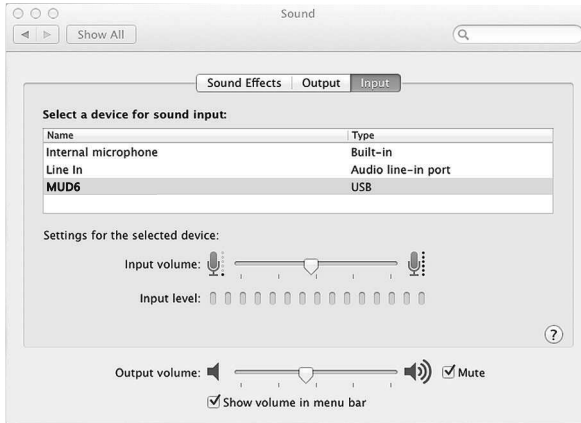 Sound
Show All
Sound Effects Output Input
Select a device for sound input:
Name Type
Internal microphone Built-in
Line In Audio line-in port
MUD6 USB
Settings for the selected device:
Input volume:
Input level:
?
Output volume: Mute
Show volume in menu bar